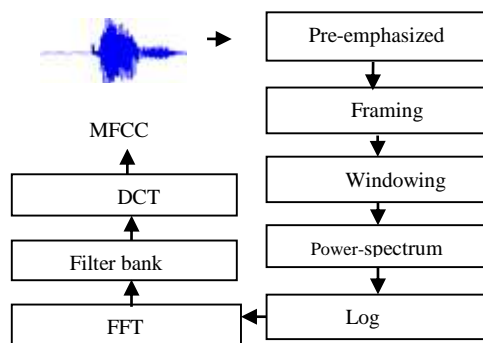 Pre-emphasized
Framing
Windowing
Power-spectrum
Log
FFT
Filter bank
DCT
MFCC